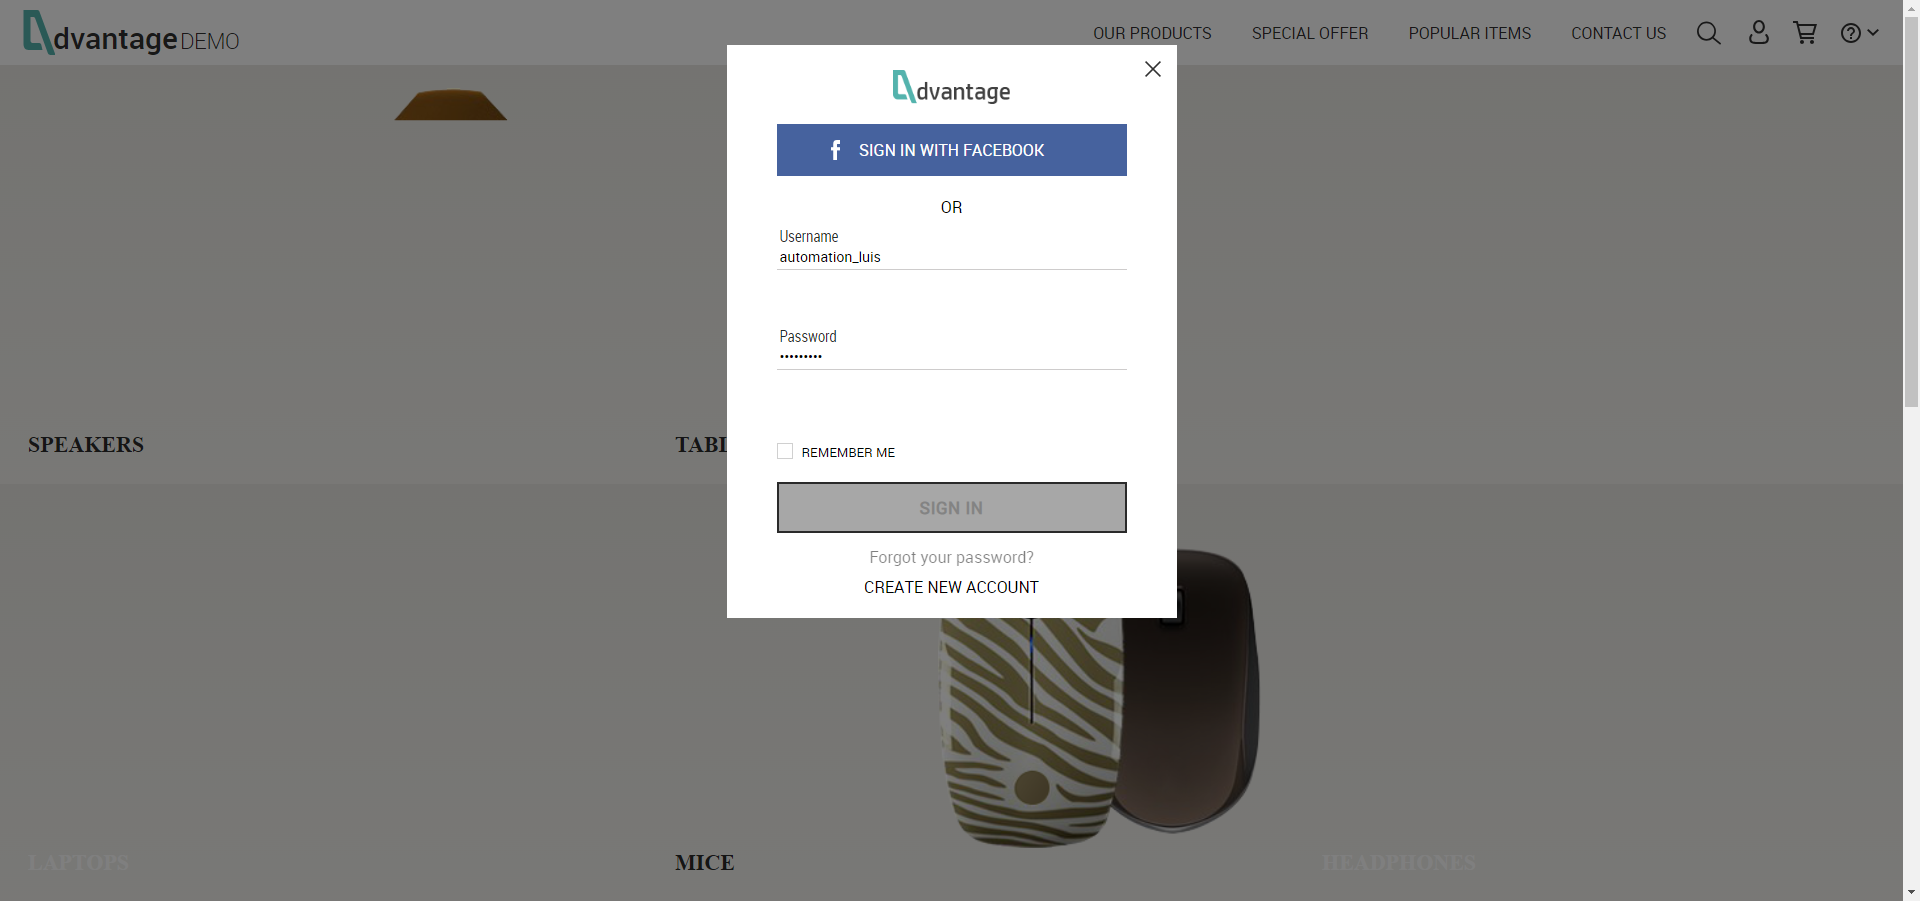 dvantage DEMO
OUR PRODUCTS
SPECIAL OFFER
POPULAR ITEMS
CONTACT US
dvantage
SIGN IN WITH FACEBOOK
OR
Username
automation_luis
Password
•••••••••
REMEMBER ME
SIGN IN
Forgot your password?
CREATE NEW ACCOUNT
SPEAKERS
TABL
LAPTOPS
MICE
HEADPHONES